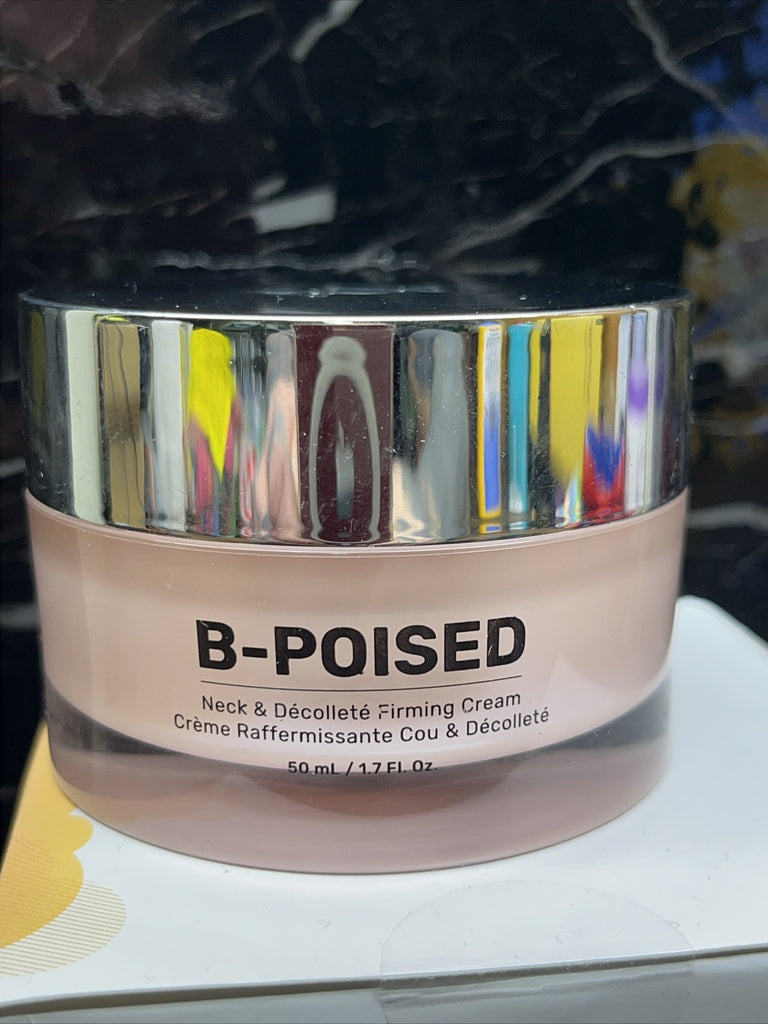 B-POISED
Neck & Décolleté Firming Cream
Crème Raffermissante Cou & Décolleté
50 mL / 1.7 Fl. Oz.